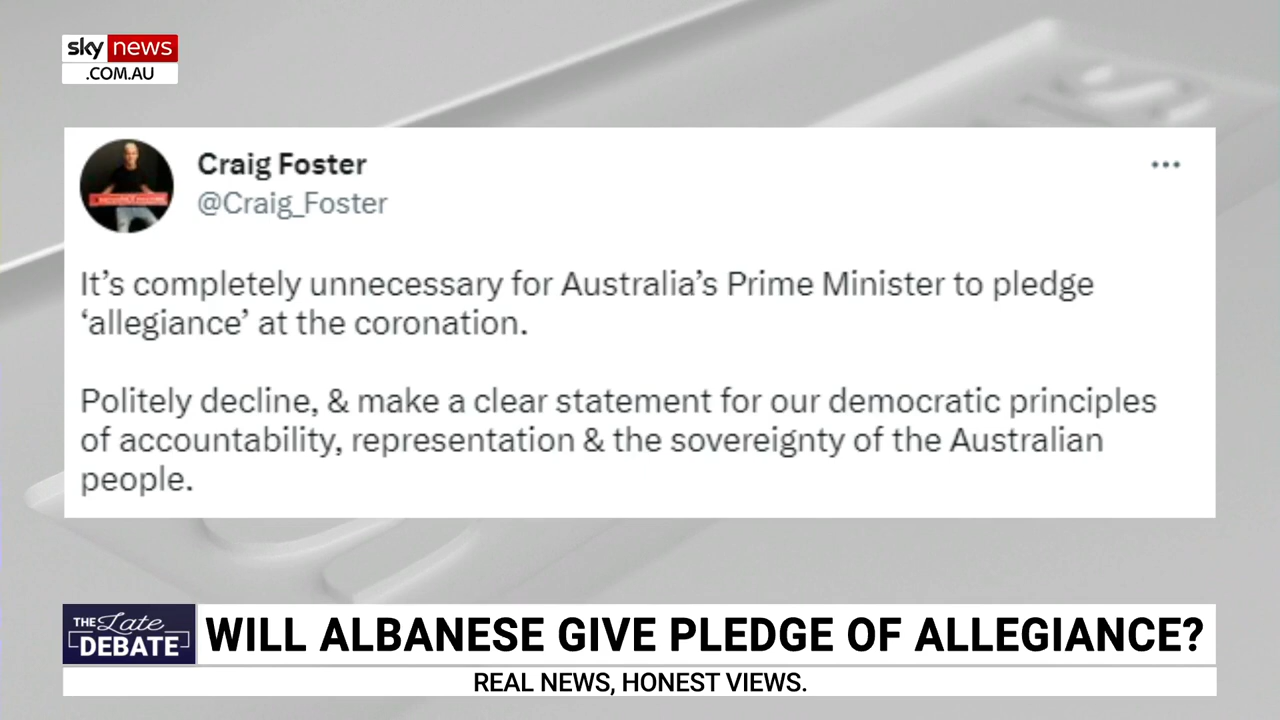 sky news
.COM.AU
Craig Foster
@Craig_Foster
It’s completely unnecessary for Australia’s Prime Minister to pledge
‘allegiance’ at the coronation.
Politely decline, & make a clear statement for our democratic principles
of accountability, representation & the sovereignty of the Australian
people.
THE Late
DEBATE
WILL ALBANESE GIVE PLEDGE OF ALLEGIANCE?
REAL NEWS, HONEST VIEWS.